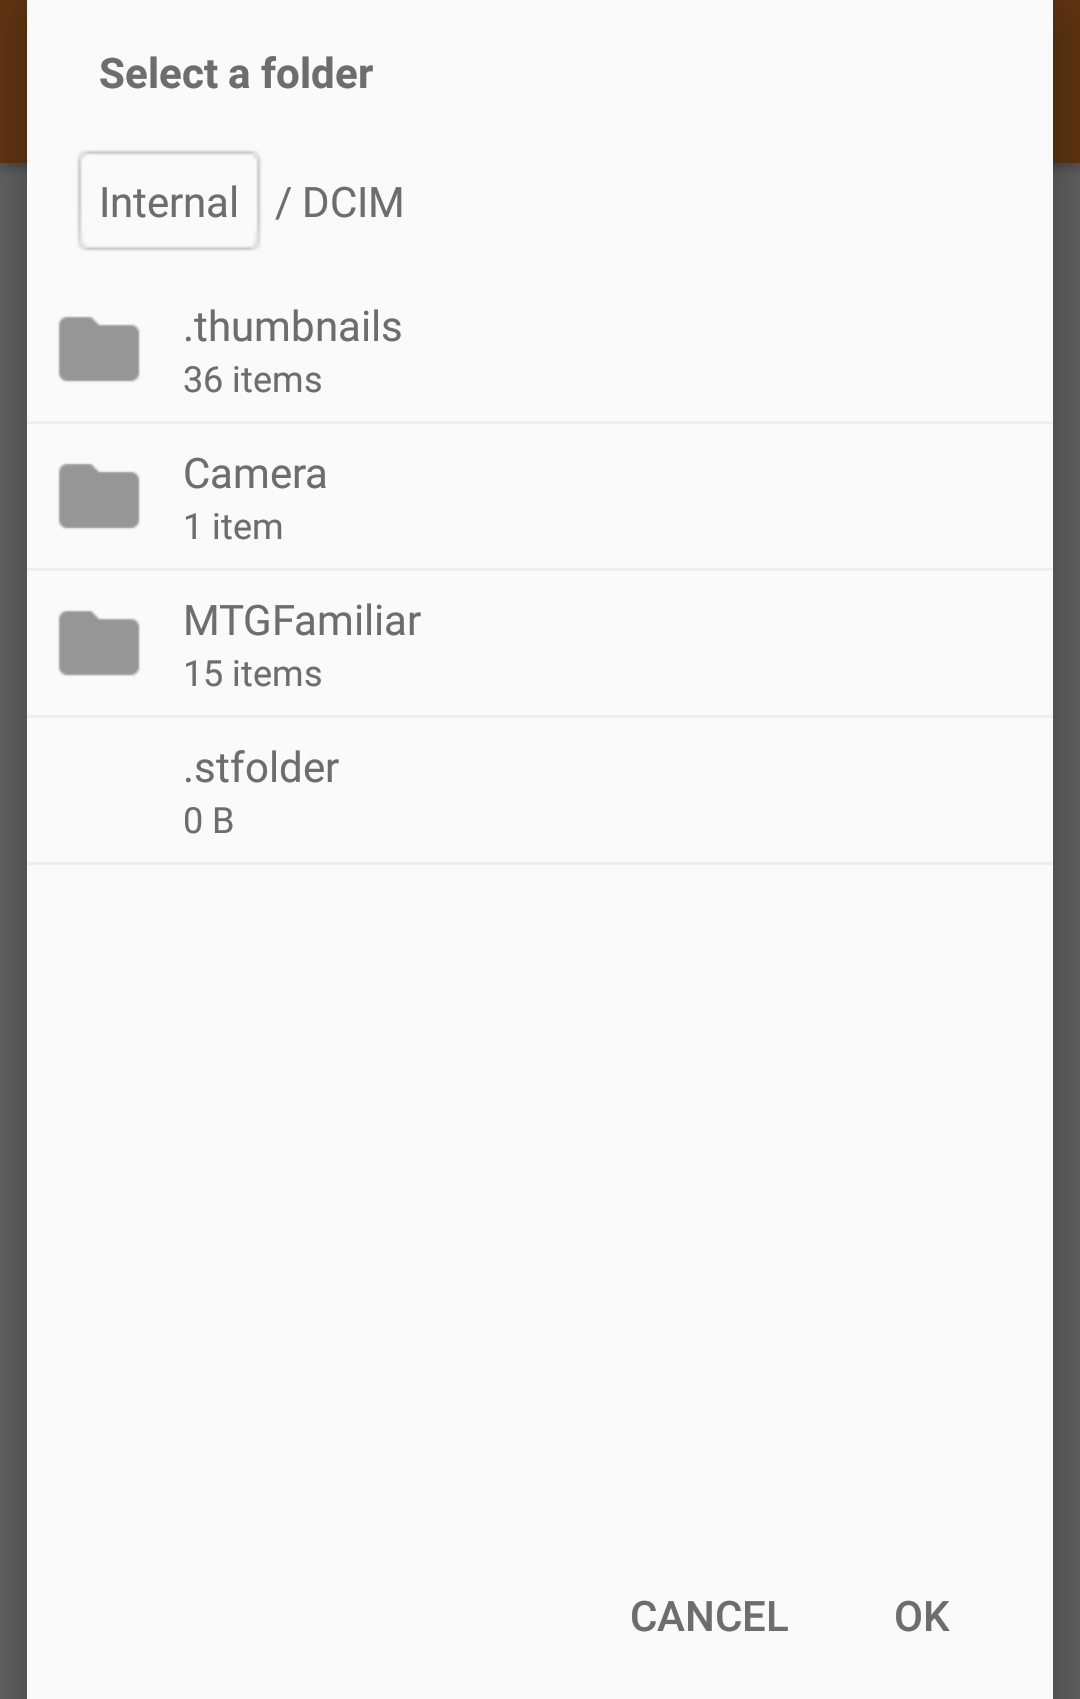 Select a folder
Internal / DCIM
.thumbnails
36 items
Camera
1 item
MTGFamiliar
15 items
.stfolder
0 B
CANCEL OK